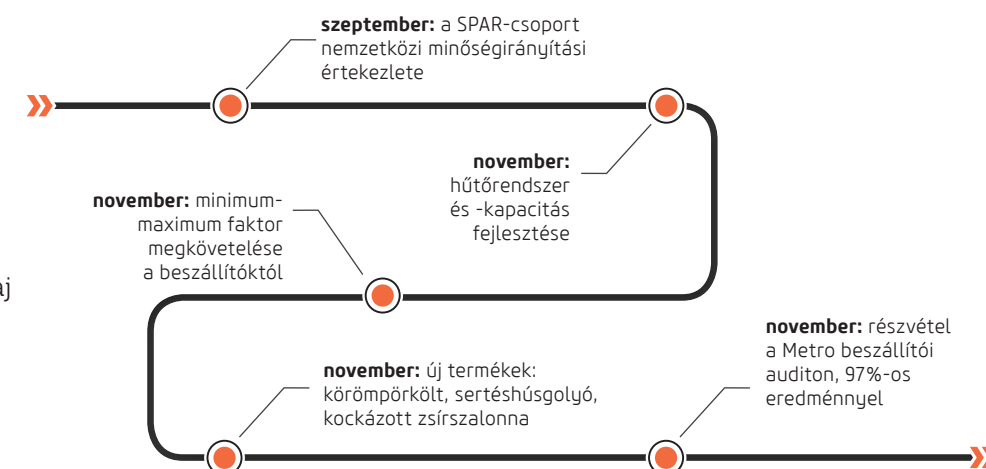 szeptember: a SPAR-csoport
nemzetközi minőségirányítási
értekezlete
november:
hűtőrendszer
és -kapacitás
fejlesztése
november: minimum-
maximum faktor
megkövetelése
a beszállítóktól
aj
november: új termékek:
körömpörkölt, sertéshúsgolyó,
kockázott zsírszalonna
november: részvétel
a Metro beszállítói
auditon, 97%-os
eredménnyel